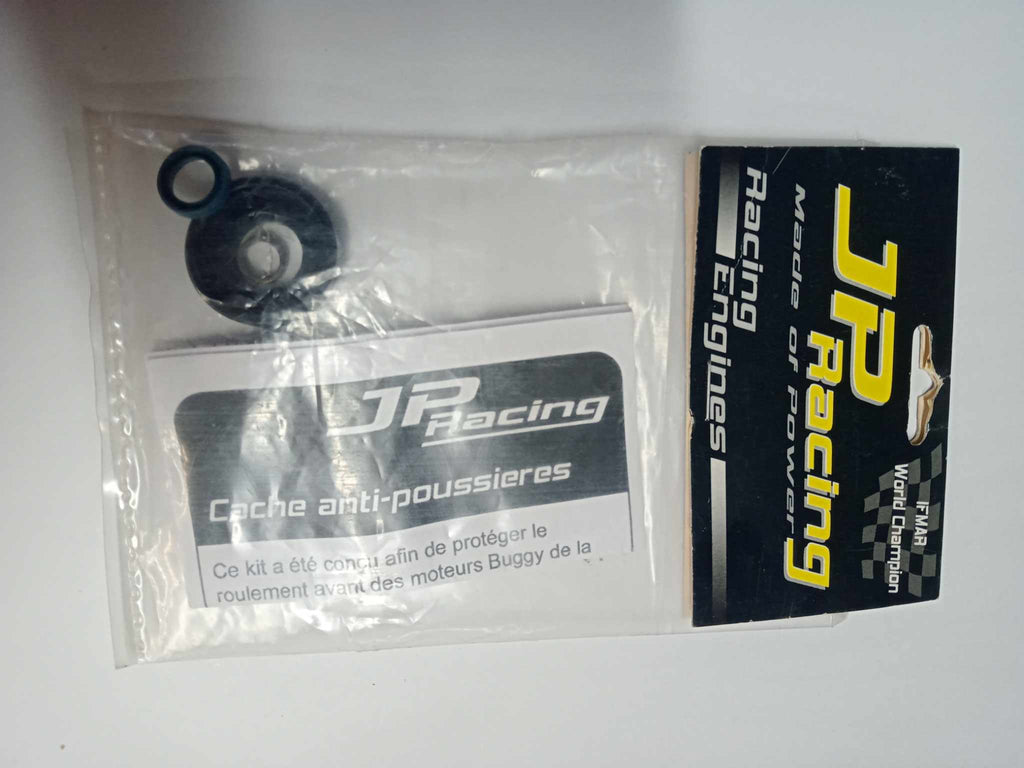 JP
Racing
Made of Power
Racing Engines
IFMAR
World Champion
JP
Racing
Cache anti-poussieres
Ce kit a été conçu afin de protéger le
roulement avant des moteurs Buggy de la